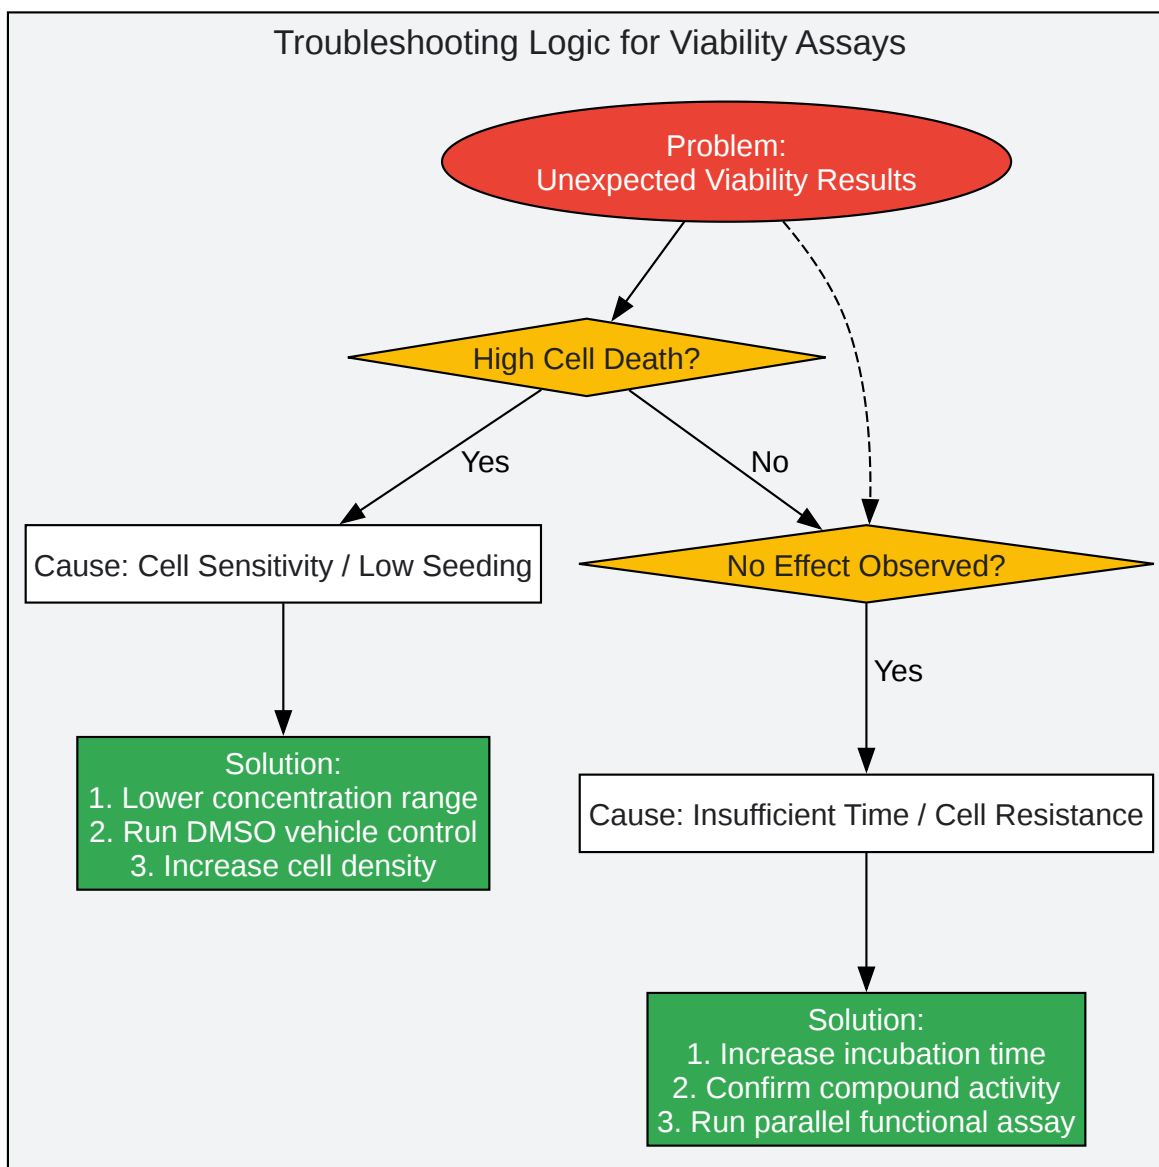 Troubleshooting Logic for Viability Assays
Problem:
Unexpected Viability Results
High Cell Death?
Yes
No
Cause: Cell Sensitivity / Low Seeding
No Effect Observed?
Yes
Solution:
1. Lower concentration range
2. Run DMSO vehicle control
3. Increase cell density
Cause: Insufficient Time / Cell Resistance
Solution:
1. Increase incubation time
2. Confirm compound activity
3. Run parallel functional assay